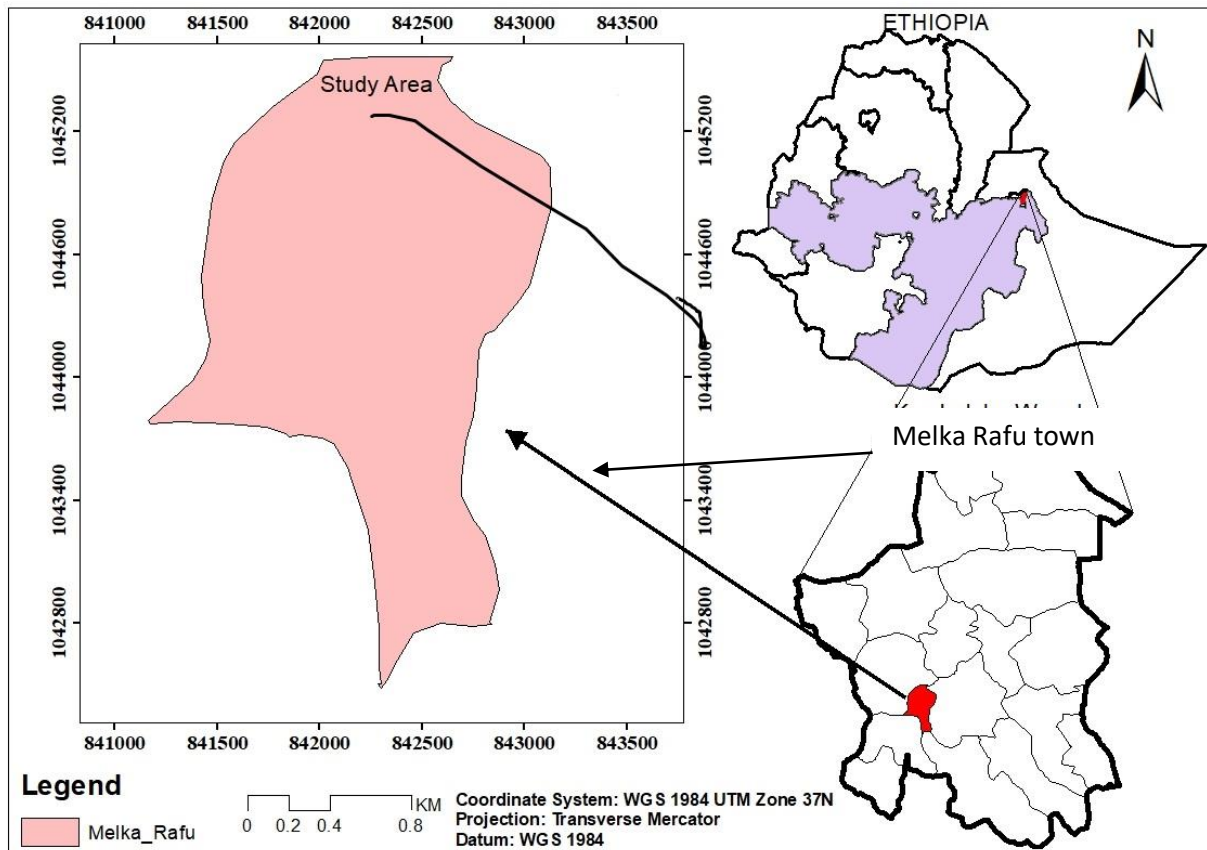 841000 841500 842000 842500 843000 843500
ETHIOPIA
N
Study Area
1045200
1044600
1044000
1043400
1042800
1045200
1044600
1044000
1043400
1042800
Melka Rafu town
841000 841500 842000 842500 843000 843500
Legend
Melka_Rafu
KM
0 0.2 0.4 0.8
Coordinate System: WGS 1984 UTM Zone 37N
Projection: Transverse Mercator
Datum: WGS 1984